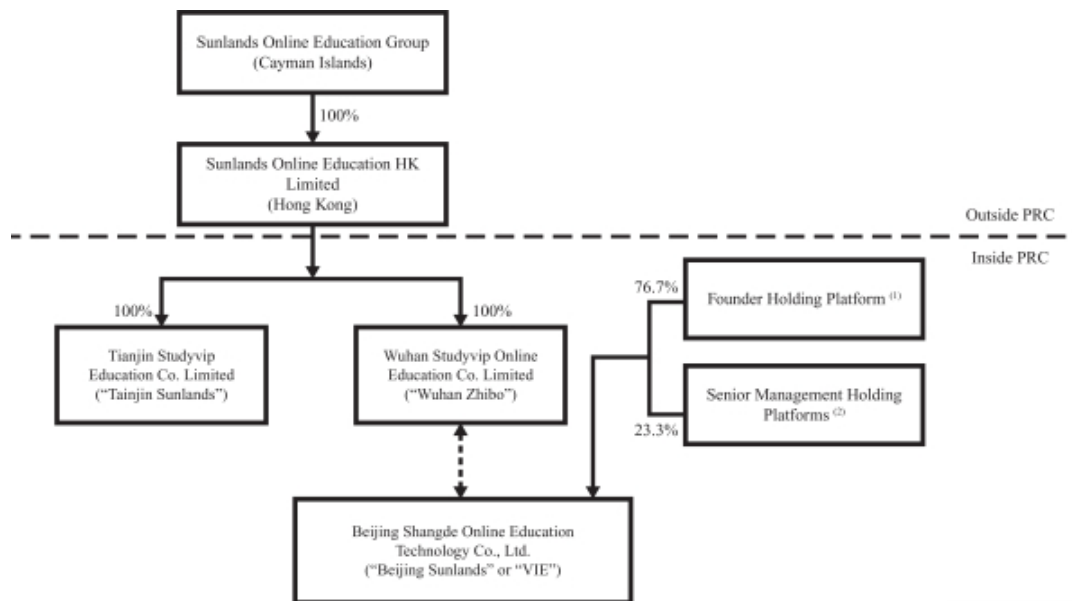 Sunlands Online Education Group
(Cayman Islands)
100%
Sunlands Online Education HK
Limited
(Hong Kong)
Outside PRC
Inside PRC
100%
Tianjin Studyvip
Education Co. Limited
(“Tainjin Sunlands”)
100%
Wuhan Studyvip Online
Education Co. Limited
(“Wuhan Zhibo”)
76.7%
Founder Holding Platform (1)
Senior Management Holding
Platforms (2)
23.3%
Beijing Shangde Online Education
Technology Co., Ltd.
(“Beijing Sunlands” or “VIE”)